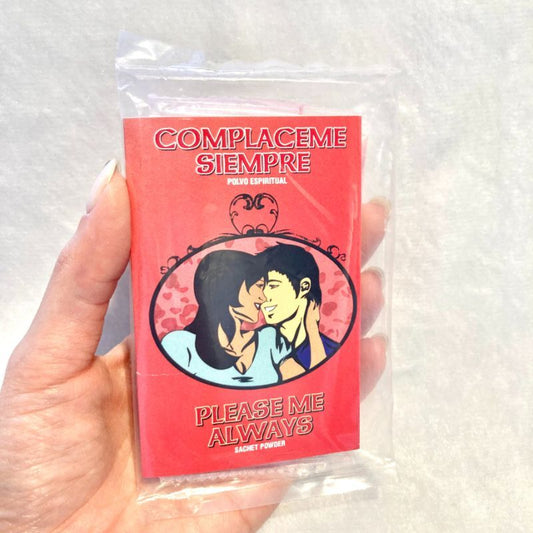 COMPLACEME
SIEMPRE
POLVO ESPIRITUAL
PLEASE ME
ALWAYS
SACHET POWDER